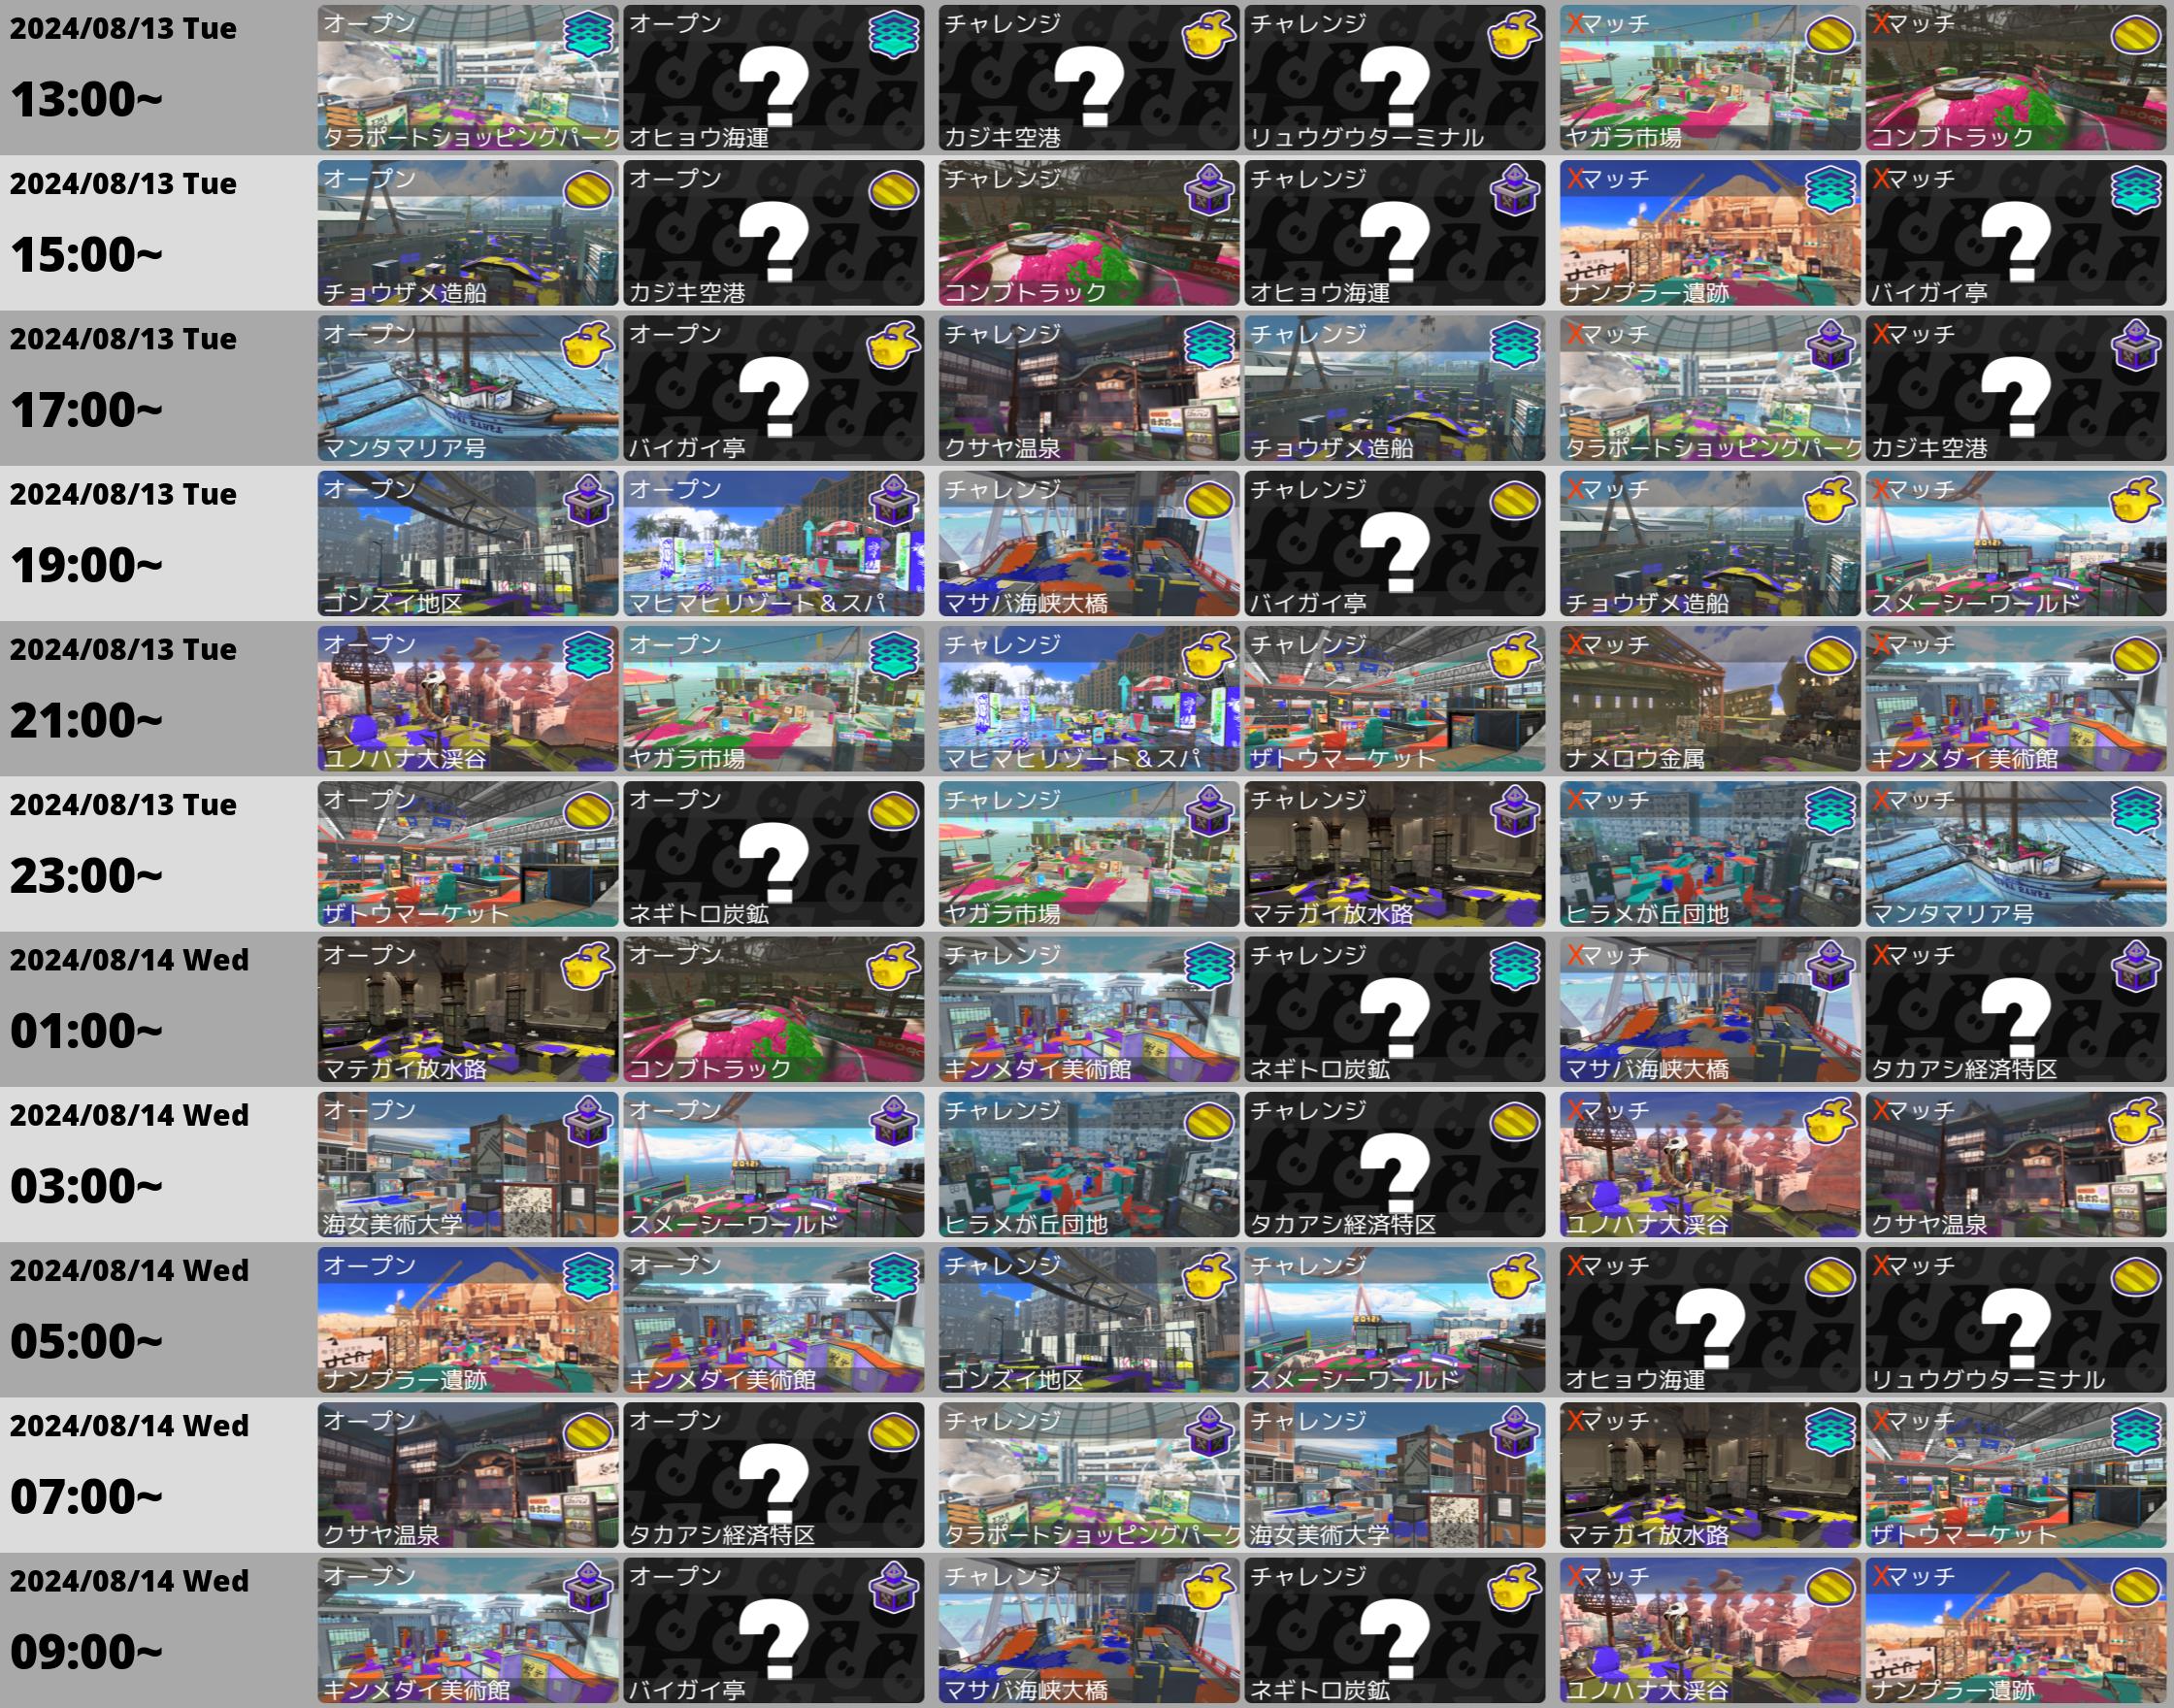 2024/08/13 Tue
13:00~
オープン
タラポートショッピングパーク
オープン
?
オヒョウ海運
チャレンジ
?
カジキ空港
チャレンジ
?
リュウグウターミナル
Xマッチ
ヤガラ市場
Xマッチ
コンブトラック
2024/08/13 Tue
15:00~
オープン
チョウザメ造船
オープン
?
カジキ空港
チャレンジ
コンブトラック
チャレンジ
?
オヒョウ海運
Xマッチ
ナンプラー遺跡
Xマッチ
?
バイガイ亭
2024/08/13 Tue
17:00~
オープン
マンタマリア号
オープン
?
バイガイ亭
チャレンジ
クサヤ温泉
チャレンジ
チョウザメ造船
Xマッチ
タラポートショッピングパーク
Xマッチ
?
カジキ空港
2024/08/13 Tue
19:00~
オープン
ゴンズイ地区
オープン
マヒマヒリゾート&スパ
チャレンジ
マサバ海峡大橋
チャレンジ
?
バイガイ亭
Xマッチ
チョウザメ造船
Xマッチ
スメーシーワールド
2024/08/13 Tue
21:00~
オープン
ユノハナ大渓谷
オープン
ヤガラ市場
チャレンジ
マヒマヒリゾート&スパ
チャレンジ
ザトウマーケット
Xマッチ
ナメロウ金属
Xマッチ
キンメダイ美術館
2024/08/13 Tue
23:00~
オープン
ザトウマーケット
オープン
?
ネギトロ炭鉱
チャレンジ
ヤガラ市場
チャレンジ
マテガイ放水路
Xマッチ
ヒラメが丘団地
Xマッチ
マンタマリア号
2024/08/14 Wed
01:00~
オープン
マテガイ放水路
オープン
コンブトラック
チャレンジ
キンメダイ美術館
チャレンジ
?
ネギトロ炭鉱
Xマッチ
マサバ海峡大橋
Xマッチ
?
タカアシ経済特区
2024/08/14 Wed
03:00~
オープン
海女美術大学
オープン
スメーシーワールド
チャレンジ
ヒラメが丘団地
チャレンジ
?
タカアシ経済特区
Xマッチ
ユノハナ大渓谷
Xマッチ
クサヤ温泉
2024/08/14 Wed
05:00~
オープン
ナンプラー遺跡
オープン
キンメダイ美術館
チャレンジ
ゴンズイ地区
チャレンジ
スメーシーワールド
Xマッチ
?
オヒョウ海運
Xマッチ
?
リュウグウターミナル
2024/08/14 Wed
07:00~
オープン
クサヤ温泉
オープン
?
タカアシ経済特区
チャレンジ
タラポートショッピングパーク
チャレンジ
海女美術大学
Xマッチ
マテガイ放水路
Xマッチ
ザトウマーケット
2024/08/14 Wed
09:00~
オープン
キンメダイ美術館
オープン
?
バイガイ亭
チャレンジ
マサバ海峡大橋
チャレンジ
?
ネギトロ炭鉱
Xマッチ
ユノハナ大渓谷
Xマッチ
ナンプラー遺跡